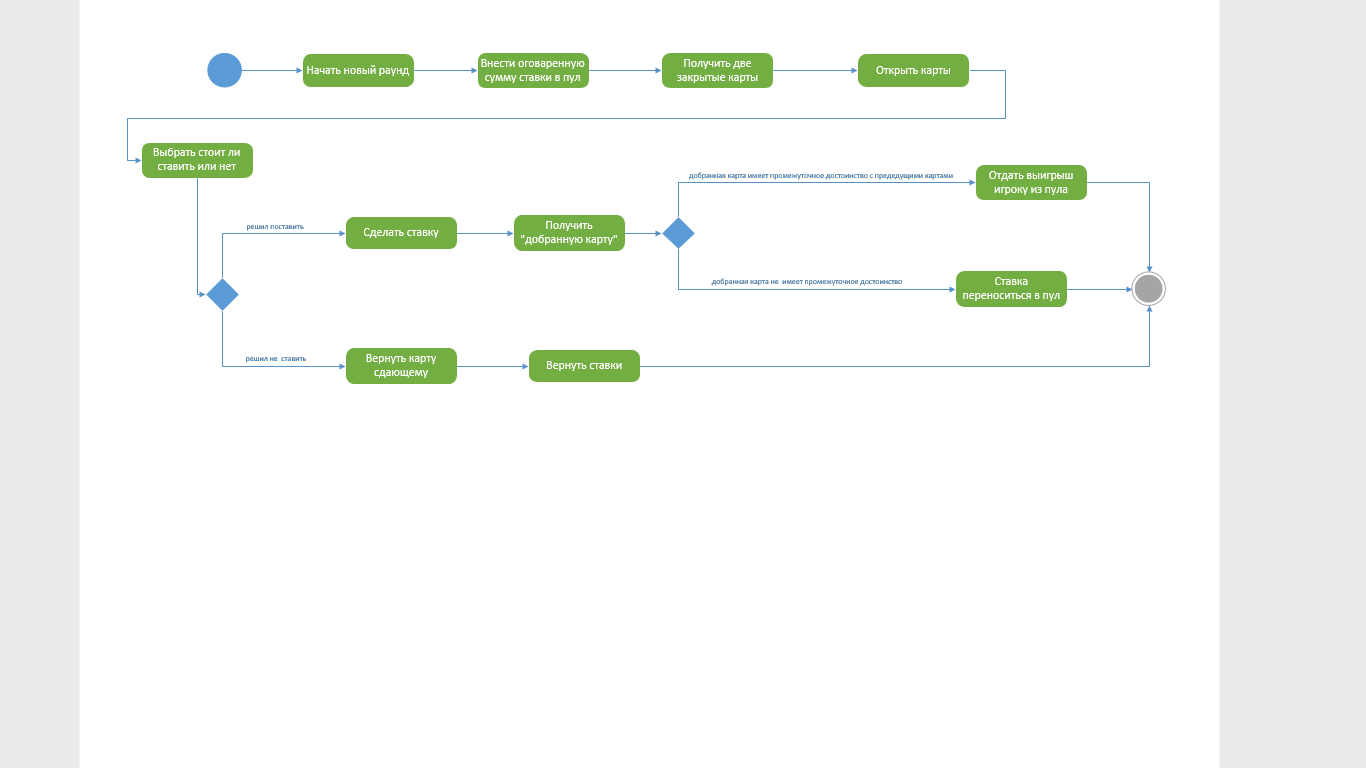 Начать новый раунд
Внести оговаренную
сумму ставки в пул
Получить две
закрытые карты
Открыть карты
Выбрать стоит ли
ставить или нет
решил поставить
Сделать ставку
Получить
"добранную карту"
добранная карта имеет промежуточное достоинство с предедущими картами
Отдать выигрыш
игроку из пула
добранная карта не  имеет промежуточное достоинство
Ставка
переноситься в пул
решил не  ставить
Вернуть карту
сдающему
Вернуть ставки